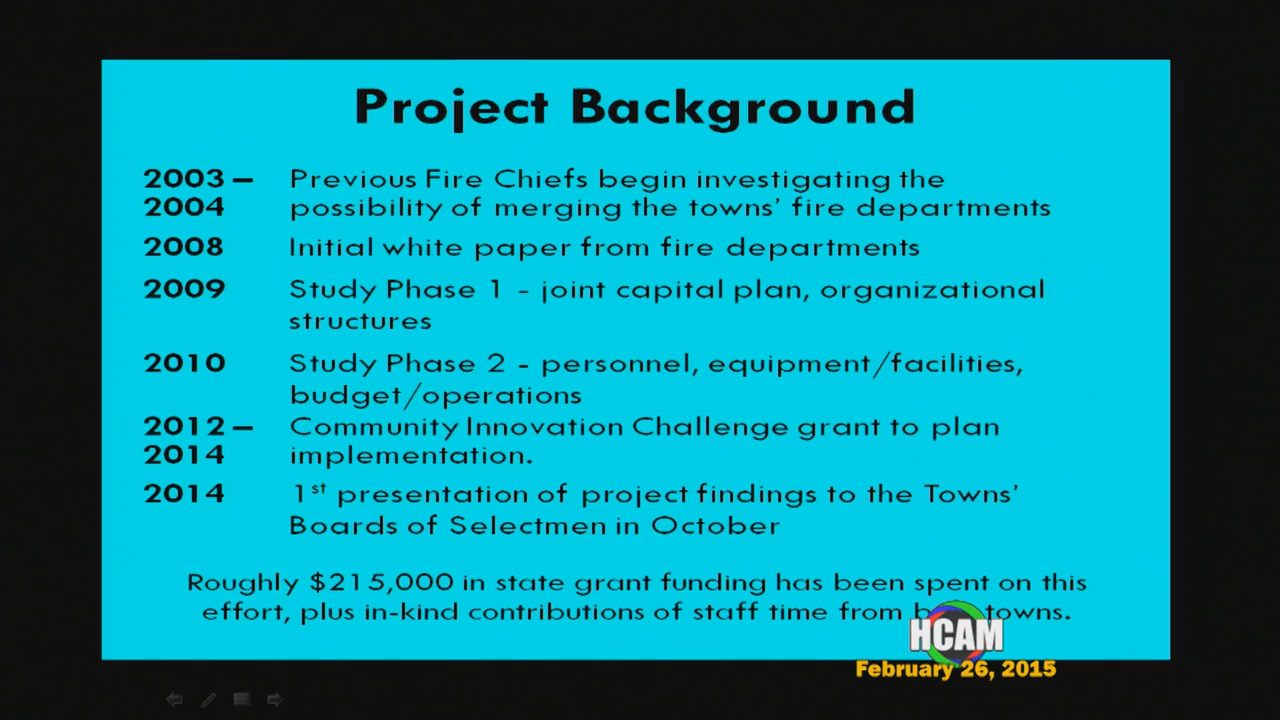 Project Background
2003 – Previous Fire Chiefs begin investigating the
2004 possibility of merging the towns’ fire departments
2008 Initial white paper from fire departments
2009 Study Phase 1 - joint capital plan, organizational
structures
2010 Study Phase 2 - personnel, equipment/facilities,
budget/operations
2012 – Community Innovation Challenge grant to plan
2014 implementation.
2014 1st presentation of project findings to the Towns’
Boards of Selectmen in October
Roughly $215,000 in state grant funding has been spent on this
effort, plus in-kind contributions of staff time from towns.
HCAM
February 26, 2015